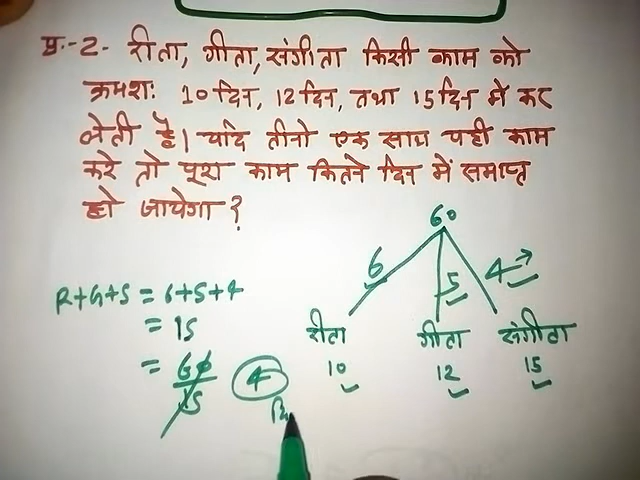 प्र.-2- रीता, गीता, संगीता किसी काम को
क्रमशः 10 दिन, 12 दिन, तथा 15 दिन में कर
लेती है। यदि तीनो एक साथ यही काम
करे तो पूरा काम कितने दिन में समाप्त
हो जायेगा?
60
6 5 4
R+G+S = 6+5+4
= 15
= 60/15 4
रीता गीता संगीता
10 12 15